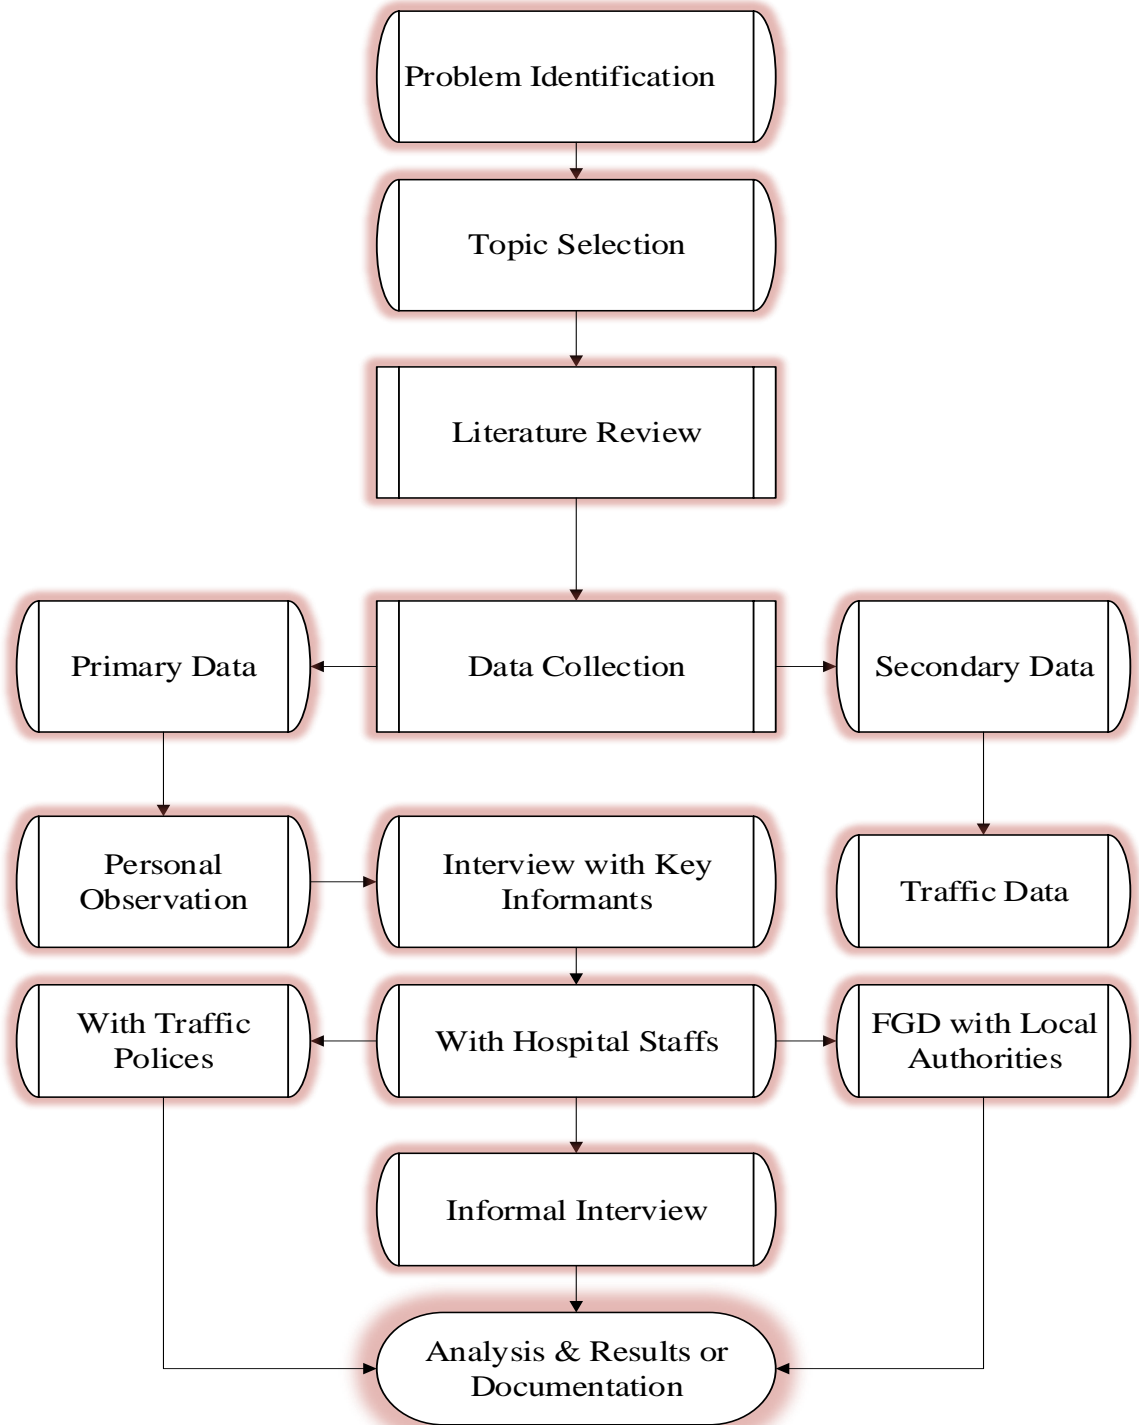 Problem Identification
Topic Selection
Literature Review
Primary Data
Data Collection
Secondary Data
Personal
Observation
Interview with Key
Informants
Traffic Data
With Traffic
Polices
With Hospital Staffs
FGD with Local
Authorities
Informal Interview
Analysis & Results or
Documentation